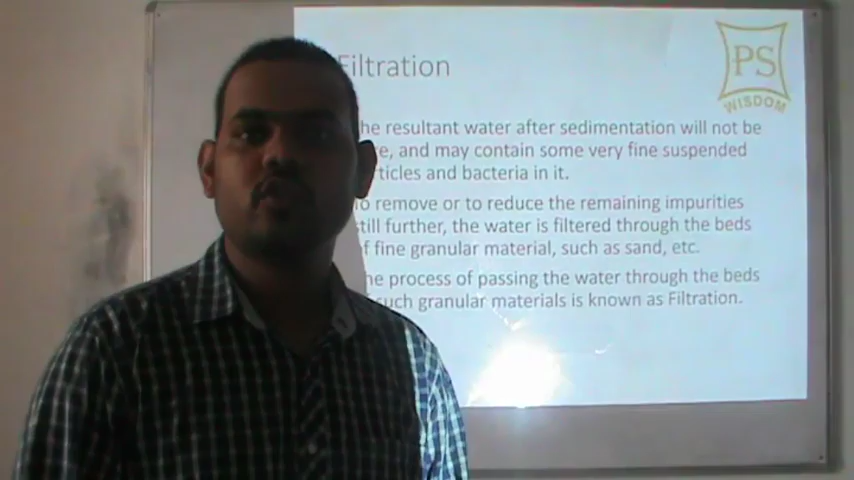 Filtration
PS
WISDOM
he resultant water after sedimentation will not be
e, and may contain some very fine suspended
ticles and bacteria in it.
o remove or to reduce the remaining impurities
till further, the water is filtered through the beds
f fine granular material, such as sand, etc.
he process of passing the water through the beds
such granular materials is known as Filtration.